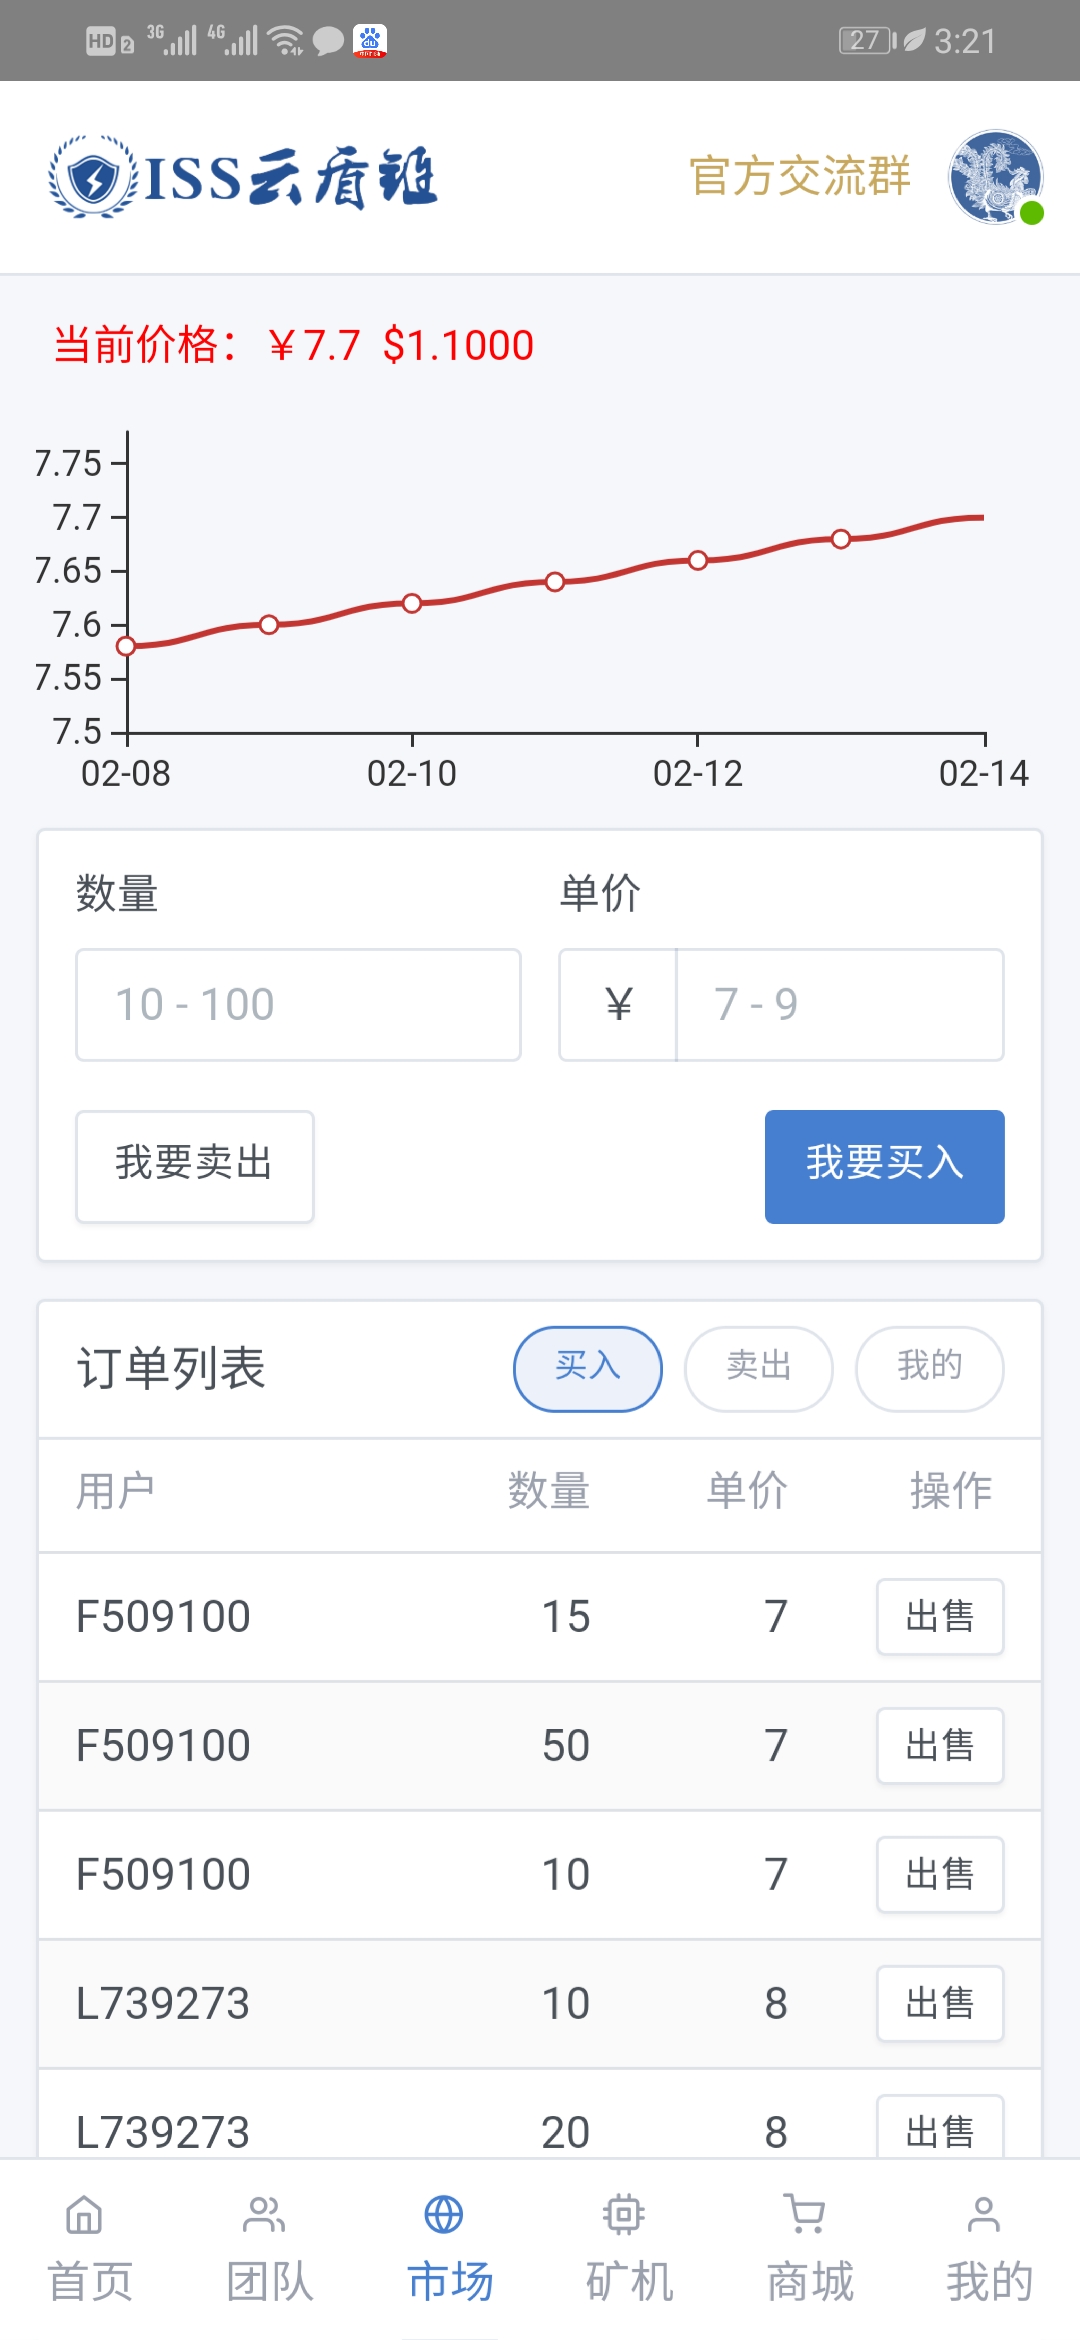 HD 2 3G 4G 27 3:21
ISS云盾链 官方交流群
当前价格：￥7.7 $1.1000
7.75
7.7
7.65
7.6
7.55
7.5
02-08 02-10 02-12 02-14
数量 单价
10 - 100 ￥ 7 - 9
我要卖出 我要买入
订单列表 买入 卖出 我的
用户 数量 单价 操作
F509100 15 7 出售
F509100 50 7 出售
F509100 10 7 出售
L739273 10 8 出售
L739273 20 8 出售
首页 团队 市场 矿机 商城 我的